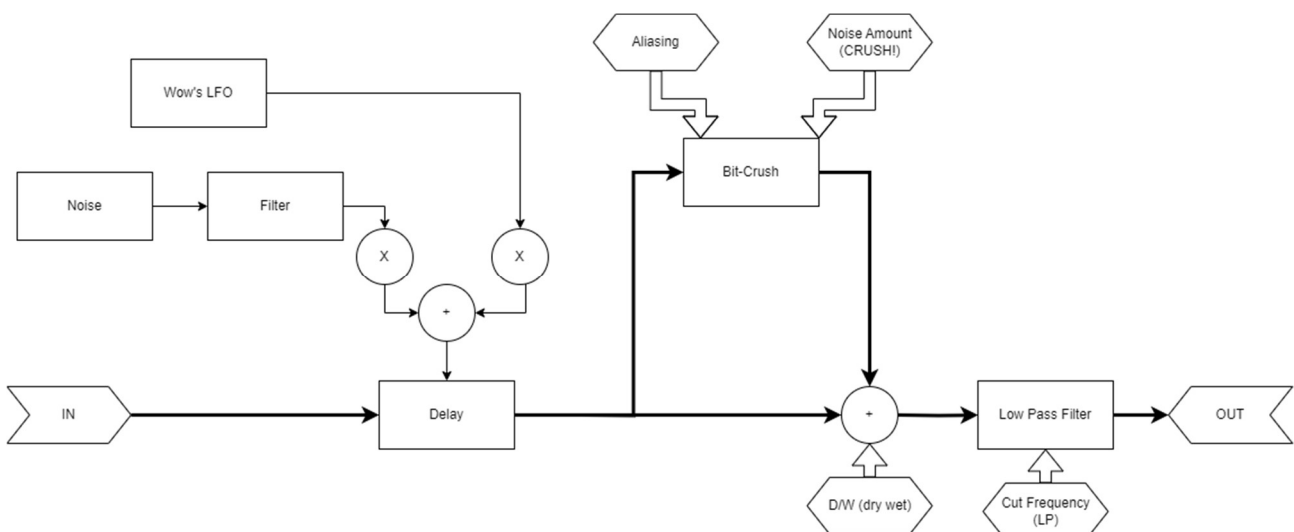 Aliasing
Noise Amount
(CRUSH!)
Wow's LFO
Bit-Crush
Noise
Filter
X
X
+
IN
Delay
+
Low Pass Filter
OUT
D/W (dry wet)
Cut Frequency
(LP)